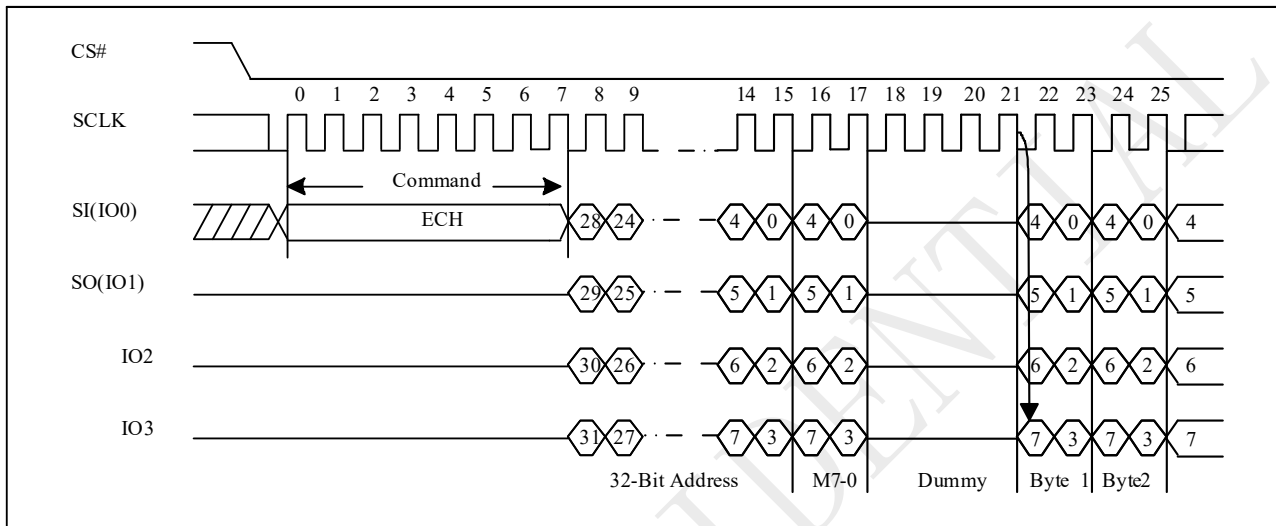 CS#
0 1 2 3 4 5 6 7 8 9 14 15 16 17 18 19 20 21 22 23 24 25
SCLK
Command
SI(IO0) ECH 28 24 4 0 4 0 4 0 4 0 4
SO(IO1) 29 25 5 1 5 1 5 1 5 1 5
IO2 30 26 6 2 6 2 6 2 6 2 6
IO3 31 27 7 3 7 3 7 3 7 3 7
32-Bit Address M7-0 Dummy Byte 1 Byte2